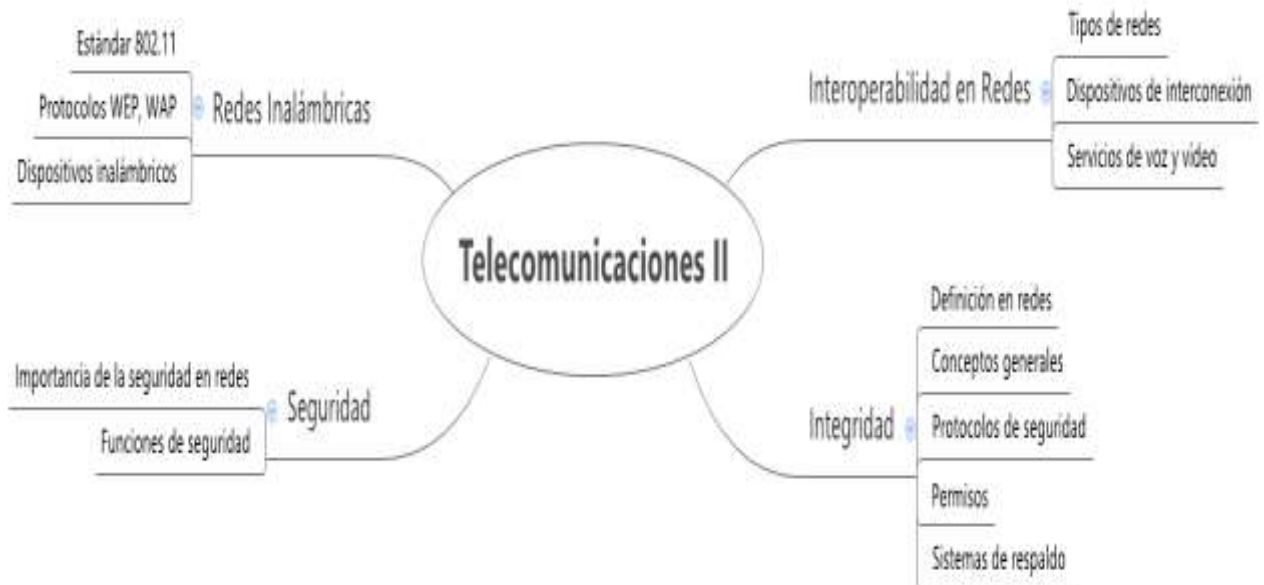 Telecomunicaciones II
Redes Inalámbricas
Estándar 802.11
Protocolos WEP, WAP
Dispositivos inalámbricos
Interoperabilidad en Redes
Tipos de redes
Dispositivos de interconexión
Servicios de voz y video
Seguridad
Importancia de la seguridad en redes
Funciones de seguridad
Integridad
Definición en redes
Conceptos generales
Protocolos de seguridad
Permisos
Sistemas de respaldo